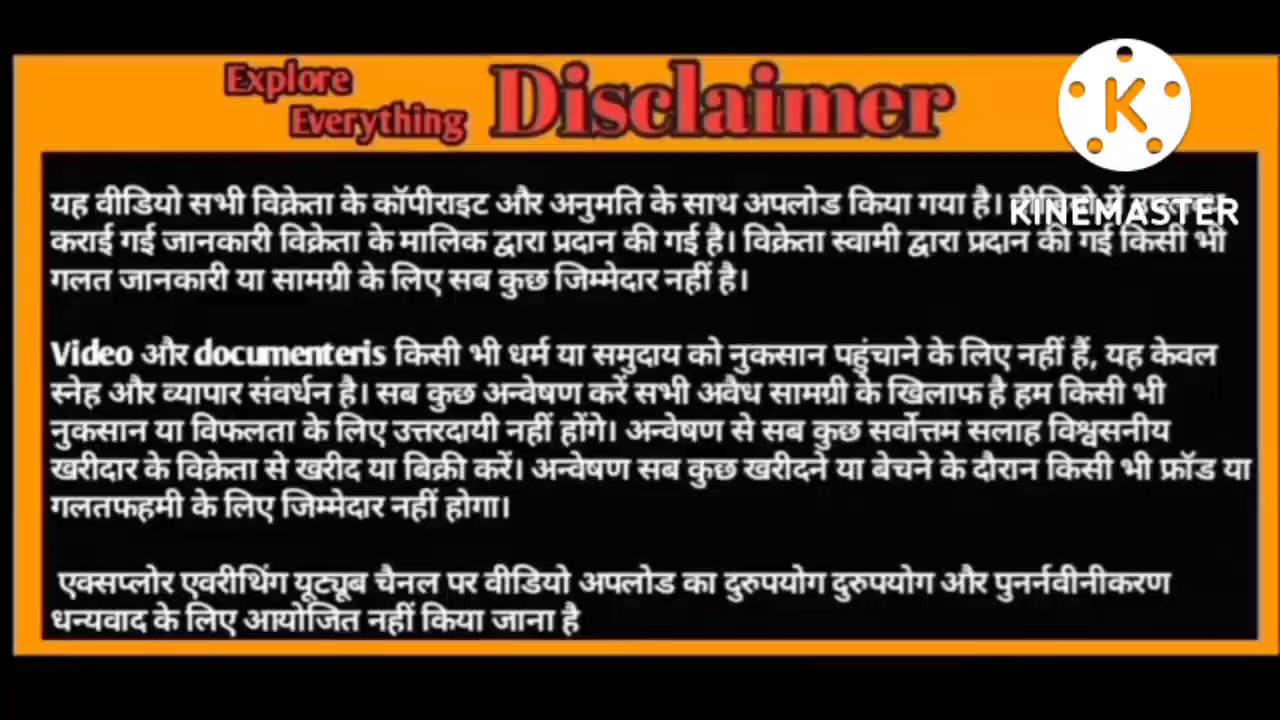 Explore
Everything
Disclaimer
KINEMASTER
यह वीडियो सभी विक्रेता के कॉपीराइट और अनुमति के साथ अपलोड किया गया है।
कराई गई जानकारी विक्रेता के मालिक द्वारा प्रदान की गई है। विक्रेता स्वामी द्वारा प्रदान की गई किसी भी
गलत जानकारी या सामग्री के लिए सब कुछ जिम्मेदार नहीं है।
Video और documenteris किसी भी धर्म या समुदाय को नुकसान पहुंचाने के लिए नहीं हैं, यह केवल
स्नेह और व्यापार संवर्धन है। सब कुछ अन्वेषण करें सभी अवैध सामग्री के खिलाफ है हम किसी भी
नुकसान या विफलता के लिए उत्तरदायी नहीं होंगे। अन्वेषण से सब कुछ सर्वोत्तम सलाह विश्वसनीय
खरीदार के विक्रेता से खरीद या बिक्री करें। अन्वेषण सब कुछ खरीदने या बेचने के दौरान किसी भी फ्रॉड या
गलतफहमी के लिए जिम्मेदार नहीं होगा।
एक्सप्लोर एवरीथिंग यूट्यूब चैनल पर वीडियो अपलोड का दुरुपयोग दुरुपयोग और पुनर्नवीनीकरण
धन्यवाद के लिए आयोजित नहीं किया जाना है